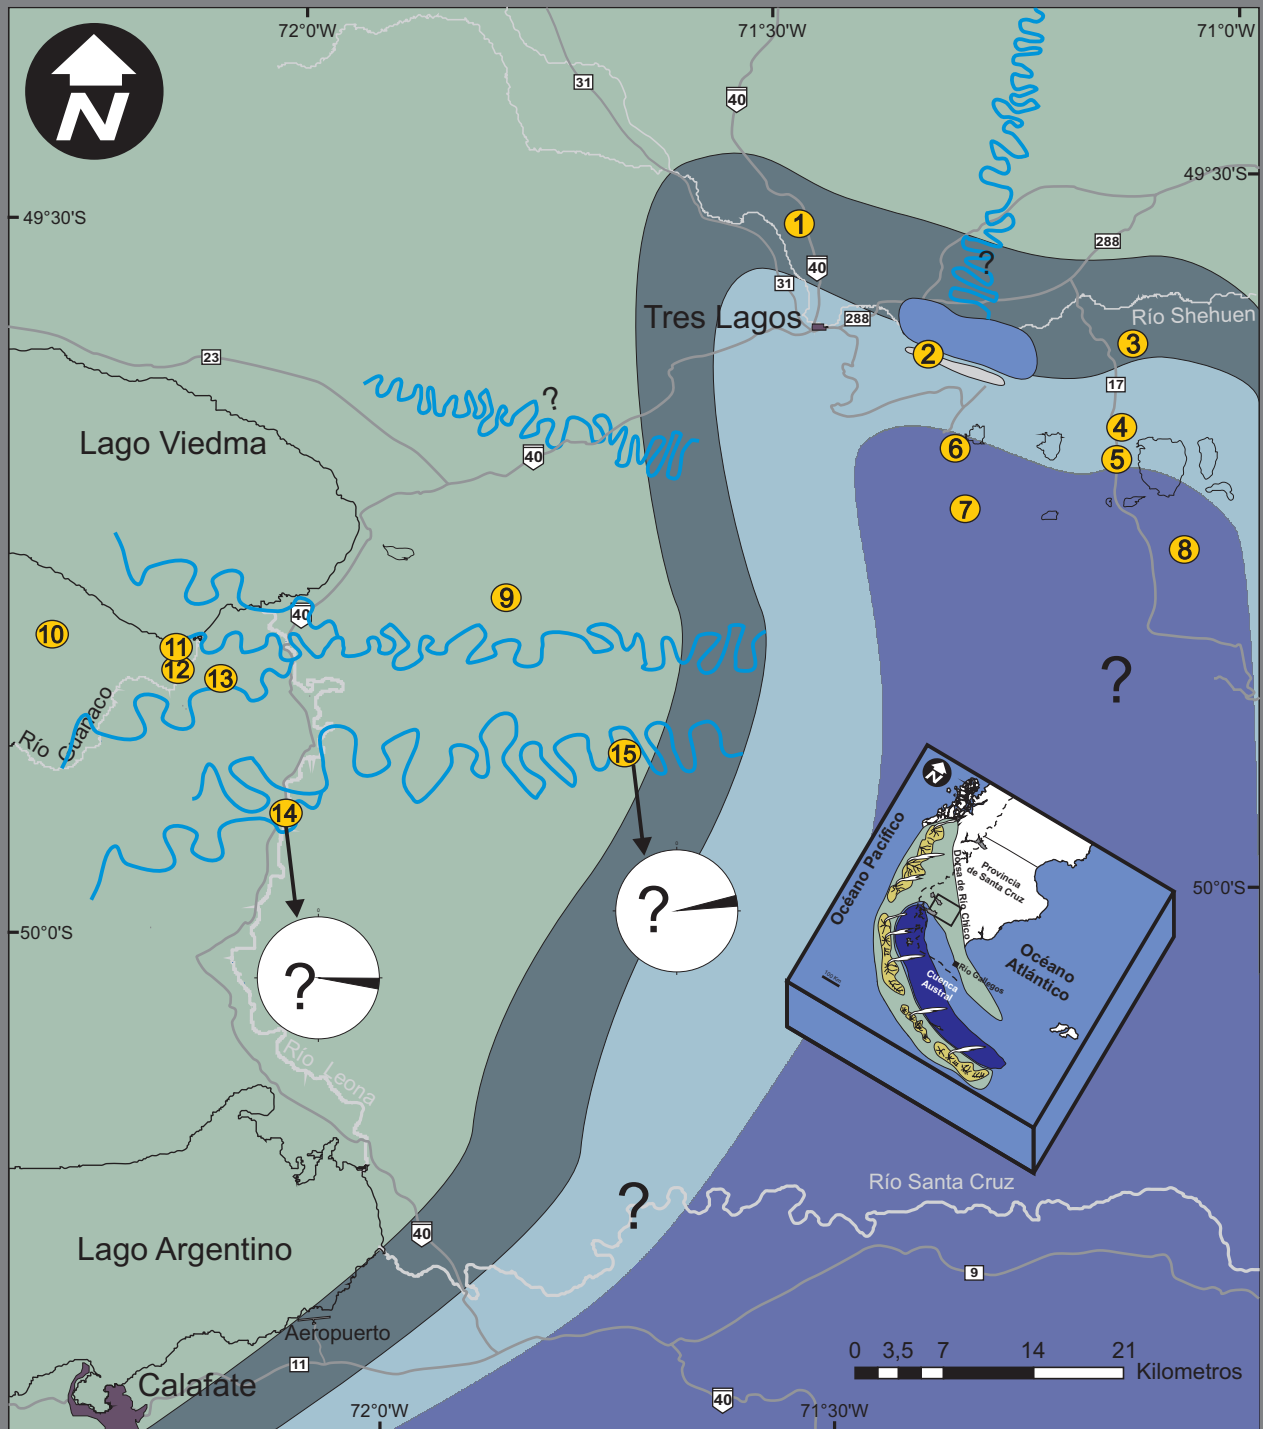 72°0'W
71°30'W
71°0'W
N
31
40
49°30'S
49°30'S
1
288
?
40
31
Tres Lagos
288
Río Shehuen
2
3
23
17
?
Lago Viedma
4
40
6
5
7
8
9
40
10
11
12
13
?
Río Guanaco
15
14
N
Océano Pacífico
Dorsa de Río Chico
Provincia
de Santa Cruz
Océano
Atlántico
Río Gallegos
Cuenca
Austral
100 Km
50°0'S
50°0'S
?
?
Río Leona
Río Santa Cruz
?
40
Lago Argentino
9
Aeropuerto
11
Calafate
0 3,5 7 14 21
Kilometros
40
72°0'W
71°30'W